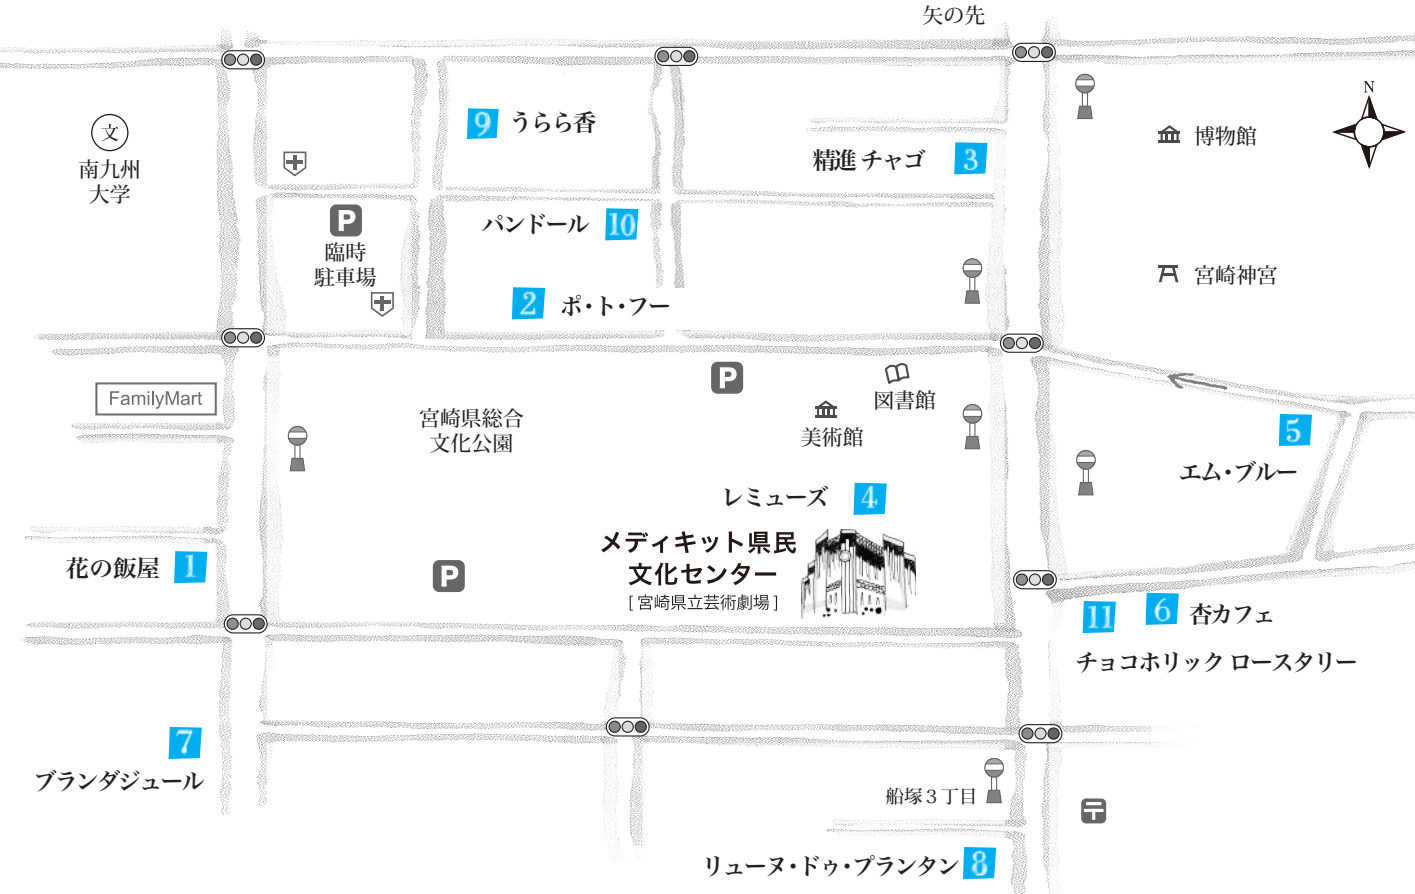 矢の先
N
9 うらら香
文
南九州
大学
精進 チャゴ 3
博物館
P
臨時
駐車場
パンドール 10
宮崎神宮
2 ポ・ト・フー
P
FamilyMart
宮崎県総合
文化公園
図書館
美術館
5
エム・ブルー
レミューズ 4
メディキット県民
文化センター
[ 宮崎県立芸術劇場 ]
花の飯屋 1
P
11
6 杏カフェ
チョコホリック ロースタリー
7
ブランダジュール
船塚３丁目
〒
リューヌ・ドゥ・プランタン 8